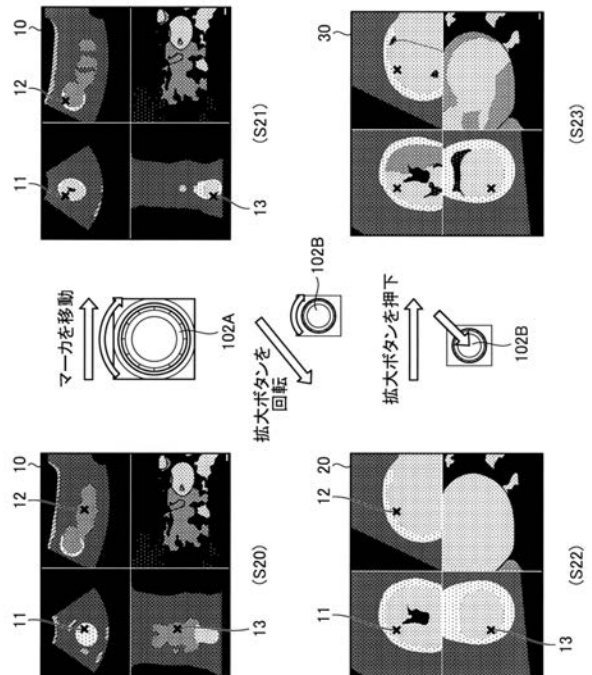 11
12
10
13
(S20)
マーカを移動
102A
11
12
10
13
(S21)
拡大ボタンを
回転
102B
11
12
20
13
(S22)
拡大ボタンを押下
102B
30
(S23)